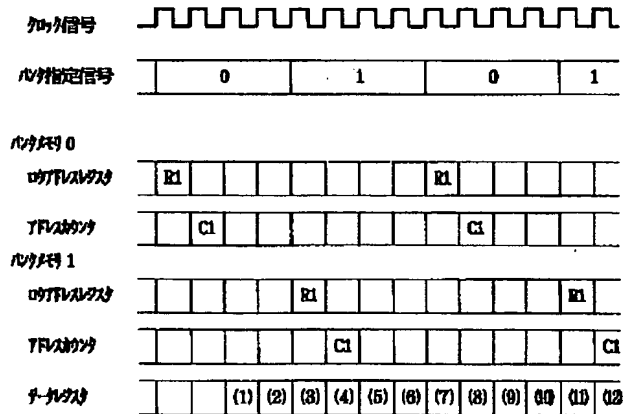 クロック信号
バンク指定信号 0 1 0 1
バンクメモリ 0
ロウアドレスレジスタ R1 R1
アドレスカウンタ C1 C1
バンクメモリ 1
ロウアドレスレジスタ R1 R1
アドレスカウンタ C1 C1
データレジスタ (1) (2) (3) (4) (5) (6) (7) (8) (9) (10) (11) (12